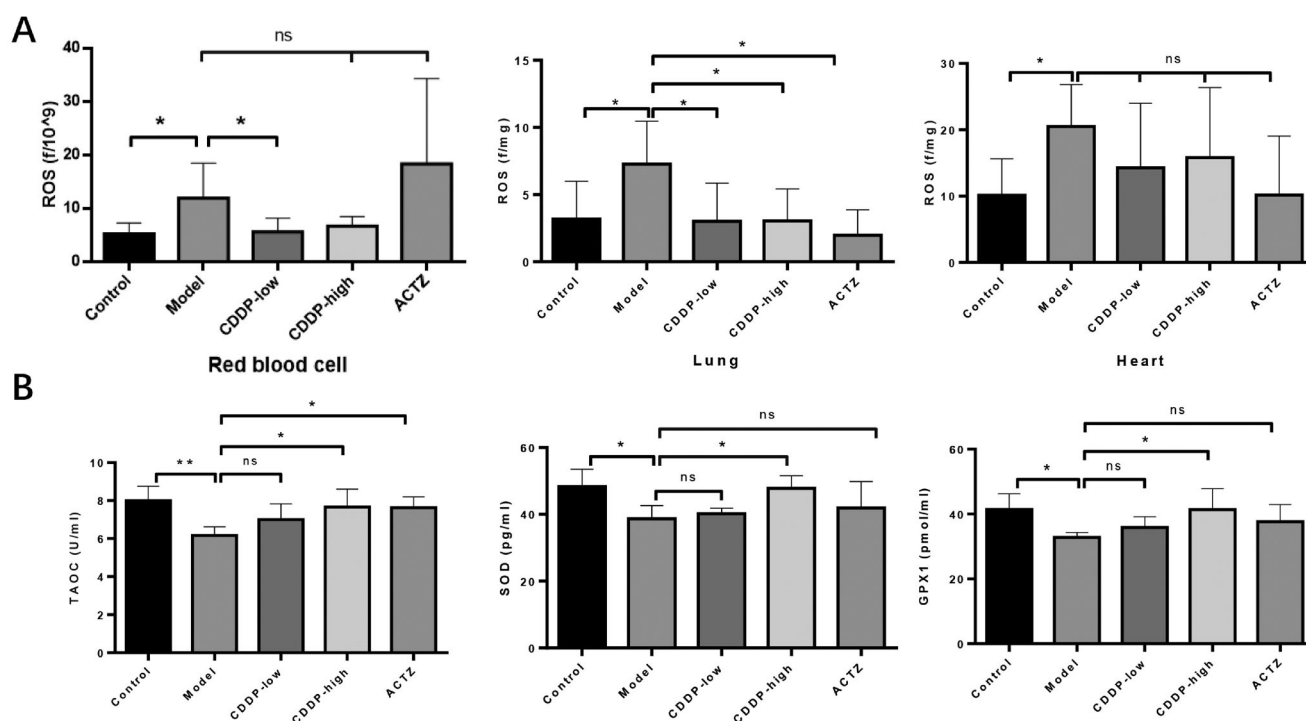 A
ns
*
*
40
30
20
10
0
ROS (f/10^9)
Control
Model
CDDP-low
CDDP-high
ACTZ
Red blood cell
*
*
*
*
15
10
5
0
ROS (f/mg)
Control
Model
CDDP-low
CDDP-high
ACTZ
Lung
*
ns
30
20
10
0
ROS (f/mg)
Control
Model
CDDP-low
CDDP-high
ACTZ
Heart
B
*
*
**
ns
10
8
6
4
2
0
TAOC (U/ml)
Control
Model
CDDP-low
CDDP-high
ACTZ
ns
*
*
ns
60
40
20
0
SOD (pg/ml)
Control
Model
CDDP-low
CDDP-high
ACTZ
ns
*
*
ns
60
40
20
0
GPX1 (pmol/ml)
Control
Model
CDDP-low
CDDP-high
ACTZ